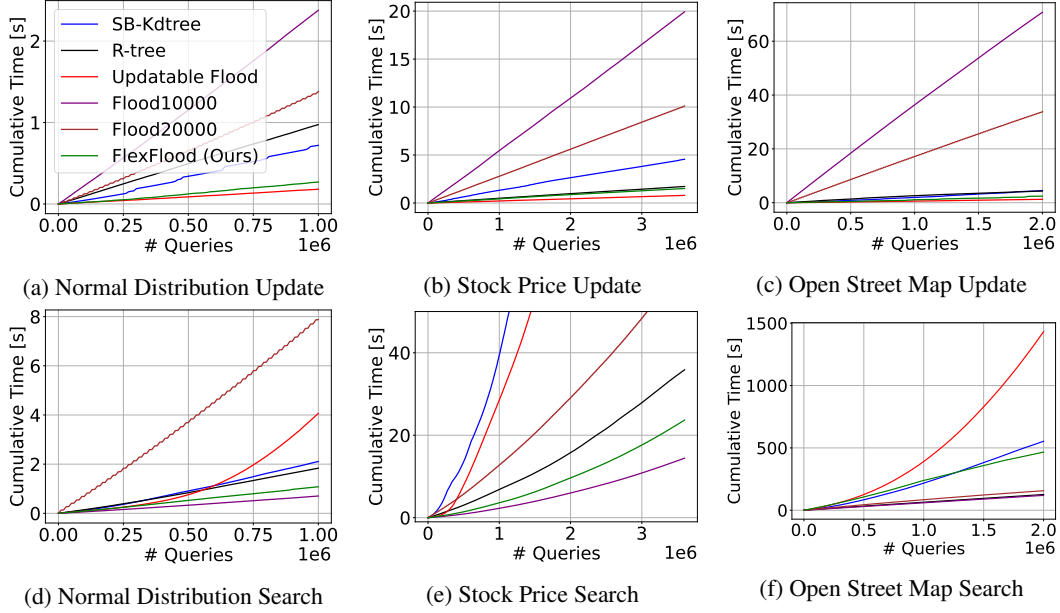 Cumulative Time [s]
2
1
0
SB-Kdtree
R-tree
Updatable Flood
Flood10000
Flood20000
FlexFlood (Ours)
0.00 0.25 0.50 0.75 1.00
# Queries 1e6
(a) Normal Distribution Update
Cumulative Time [s]
20
15
10
5
0
0 1 2 3
# Queries 1e6
(b) Stock Price Update
Cumulative Time [s]
60
40
20
0
0.0 0.5 1.0 1.5 2.0
# Queries 1e6
(c) Open Street Map Update
Cumulative Time [s]
8
6
4
2
0
0.00 0.25 0.50 0.75 1.00
# Queries 1e6
(d) Normal Distribution Search
Cumulative Time [s]
40
20
0
0 1 2 3
# Queries 1e6
(e) Stock Price Search
Cumulative Time [s]
1500
1000
500
0
0.0 0.5 1.0 1.5 2.0
# Queries 1e6
(f) Open Street Map Search